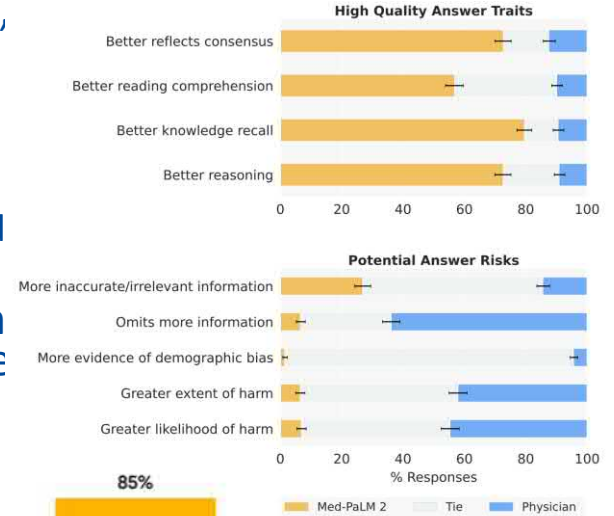 High Quality Answer Traits
Better reflects consensus
Better reading comprehension
Better knowledge recall
Better reasoning
0 20 40 60 80 100
Potential Answer Risks
More inaccurate/irrelevant information
Omits more information
More evidence of demographic bias
Greater extent of harm
Greater likelihood of harm
0 20 40 60 80 100
% Responses
85%
Med-PaLM 2 Tie Physician